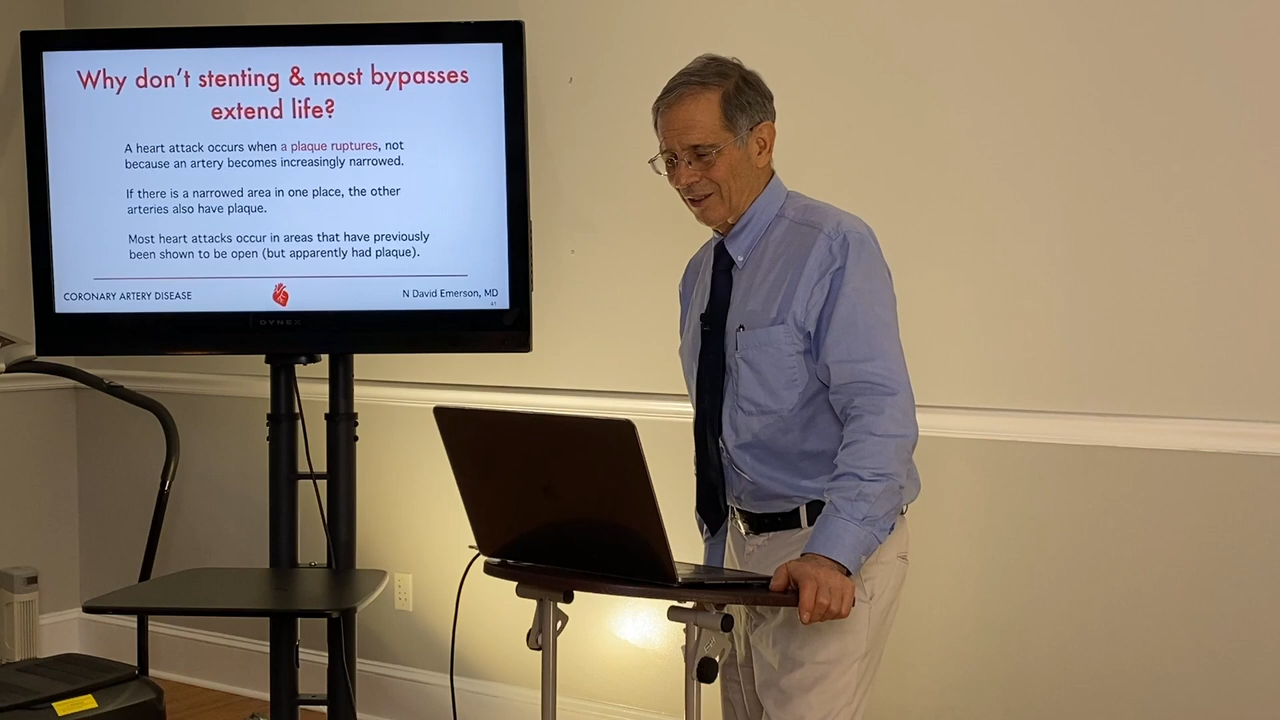 Why don't stenting & most bypasses
extend life?
A heart attack occurs when a plaque ruptures, not
because an artery becomes increasingly narrowed.
If there is a narrowed area in one place, the other
arteries also have plaque.
Most heart attacks occur in areas that have previously
been shown to be open (but apparently had plaque).
CORONARY ARTERY DISEASE
N David Emerson, MD
41
DYNEX